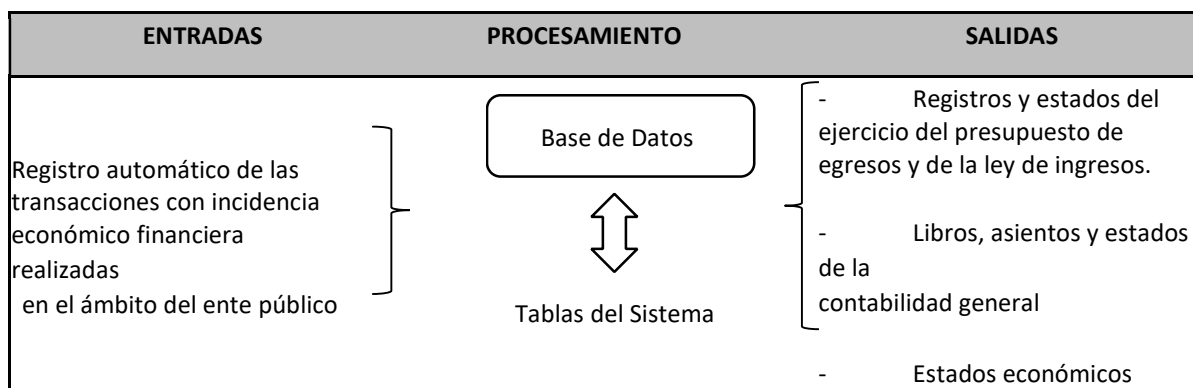 ENTRADAS
PROCESAMIENTO
SALIDAS
Registro automático de las
transacciones con incidencia
económico financiera
realizadas
en el ámbito del ente público
Base de Datos
Tablas del Sistema
- Registros y estados del
ejercicio del presupuesto de
egresos y de la ley de ingresos.
- Libros, asientos y estados
de la
contabilidad general
- Estados económicos